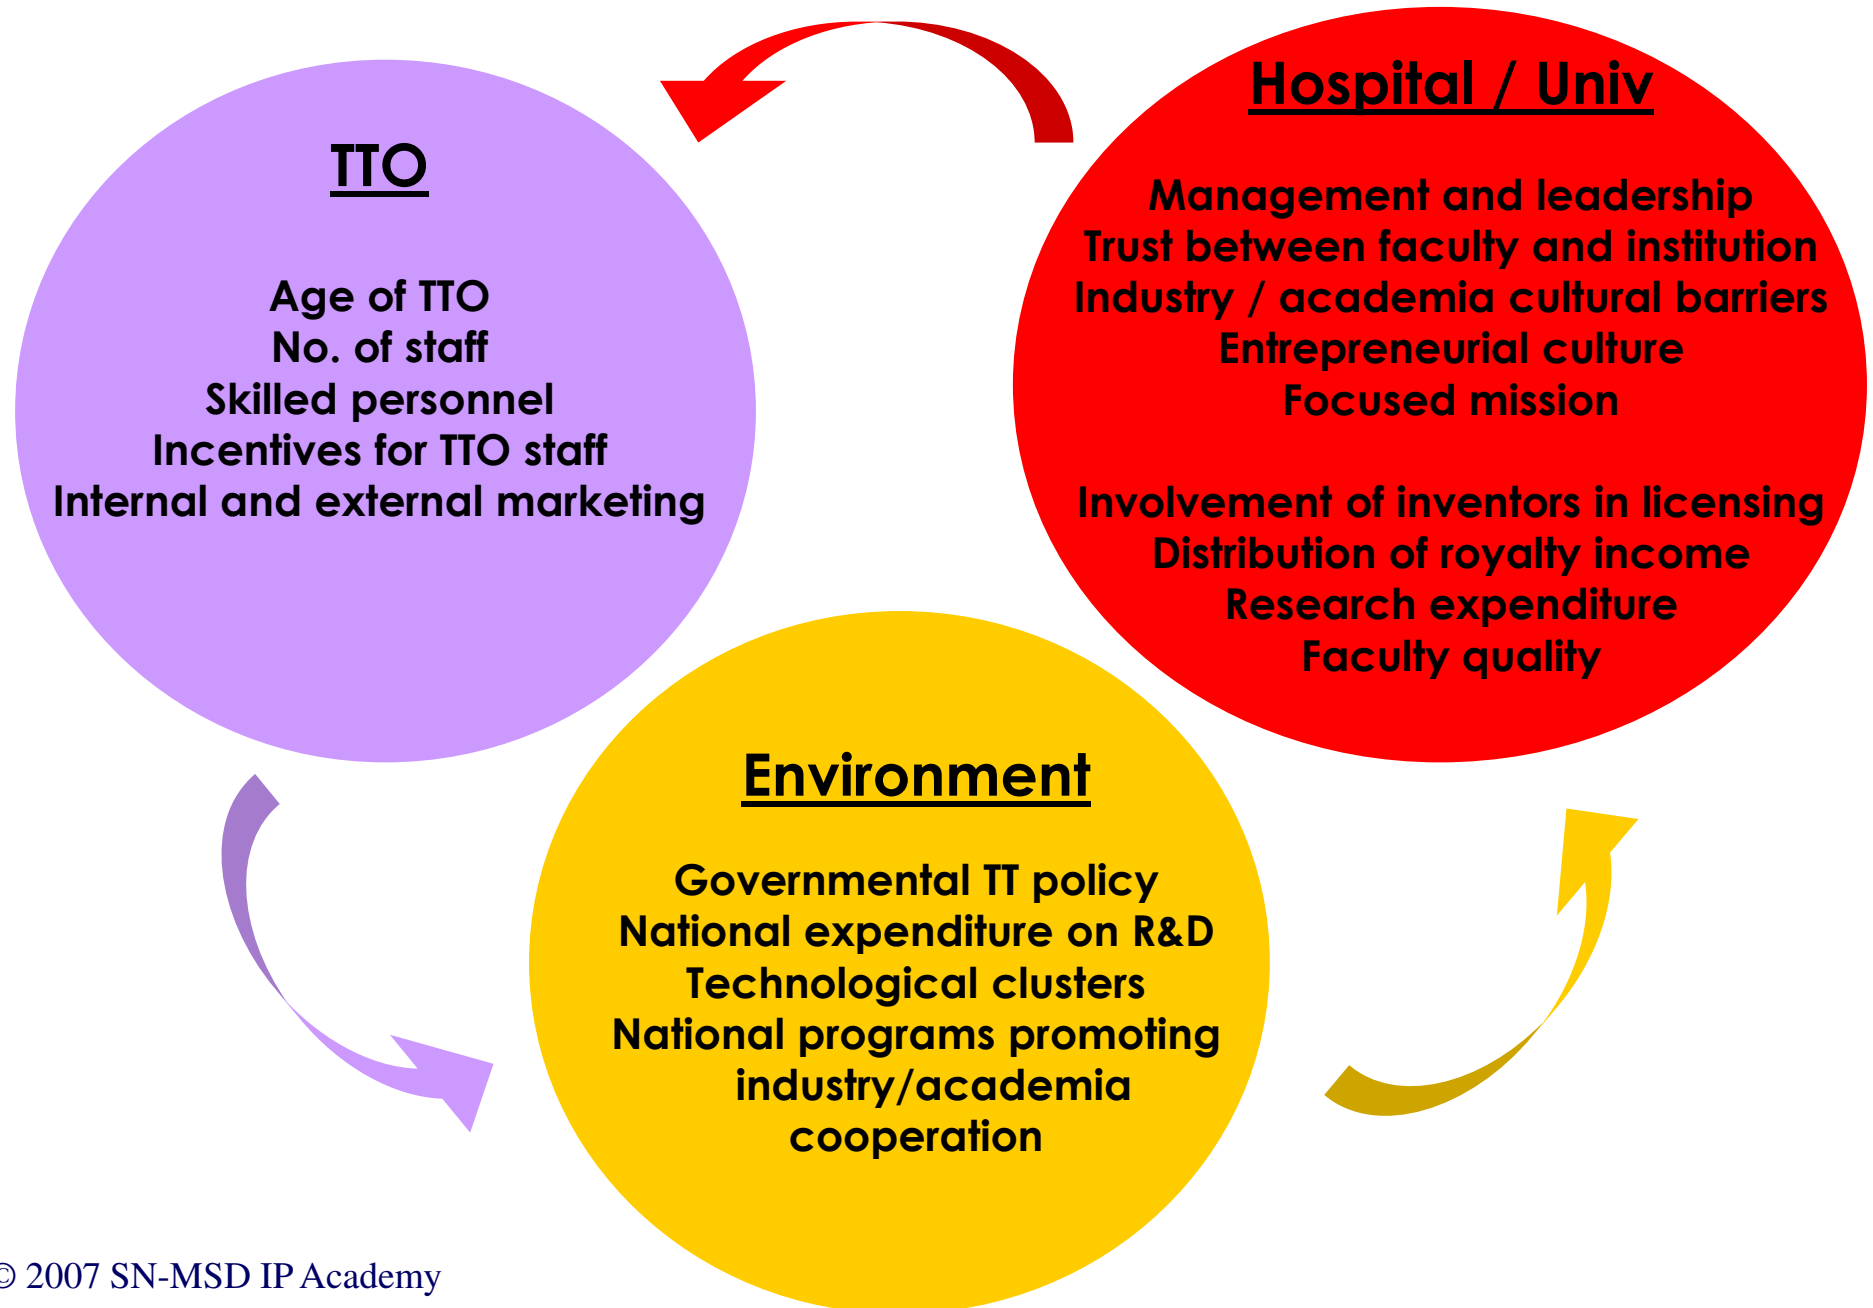 TTO
Age of TTO
No. of staff
Skilled personnel
Incentives for TTO staff
Internal and external marketing
Hospital / Univ
Management and leadership
Trust between faculty and institution
Industry / academia cultural barriers
Entrepreneurial culture
Focused mission
Involvement of inventors in licensing
Distribution of royalty income
Research expenditure
Faculty quality
Environment
Governmental TT policy
National expenditure on R&D
Technological clusters
National programs promoting
industry/academia
cooperation
© 2007 SN-MSD IP Academy